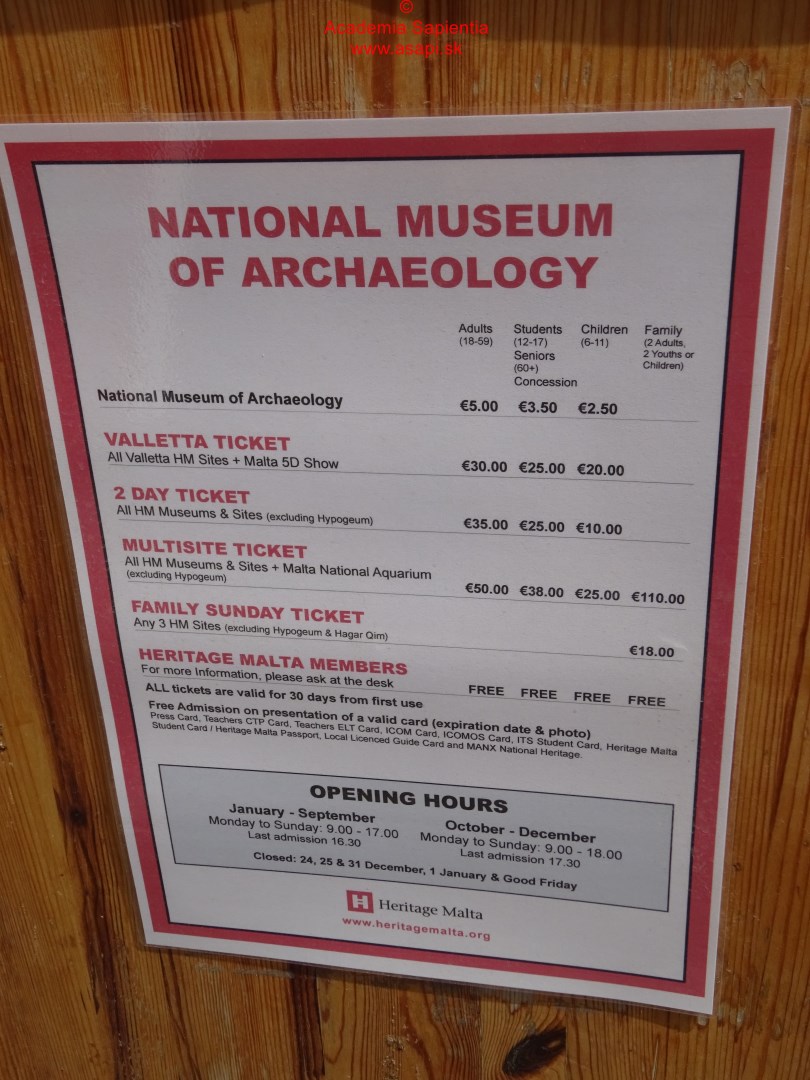 ©
Academia Sapientia
www.asapi.sk
NATIONAL MUSEUM
OF ARCHAEOLOGY
Adults Students Children Family
(18-59) (12-17) (6-11) (2 Adults,
Seniors 2 Youths or
(60+) Children)
Concession
National Museum of Archaeology €5.00 €3.50 €2.50
VALLETTA TICKET
All Valletta HM Sites + Malta 5D Show €30.00 €25.00 €20.00
2 DAY TICKET
All HM Museums & Sites (excluding Hypogeum) €35.00 €25.00 €10.00
MULTISITE TICKET
All HM Museums & Sites + Malta National Aquarium
(excluding Hypogeum) €50.00 €38.00 €25.00 €110.00
FAMILY SUNDAY TICKET
Any 3 HM Sites (excluding Hypogeum & Hagar Qim) €18.00
HERITAGE MALTA MEMBERS
For more Information, please ask at the desk FREE FREE FREE FREE
ALL tickets are valid for 30 days from first use
Free Admission on presentation of a valid card (expiration date & photo)
Press Card, Teachers CTP Card, Teachers ELT Card, ICOM Card, ICOMOS Card, ITS Student Card, Heritage Malta
Student Card / Heritage Malta Passport, Local Licenced Guide Card and MANX National Heritage.
OPENING HOURS
January - September
Monday to Sunday: 9.00 - 17.00
Last admission 16.30
October - December
Monday to Sunday: 9.00 - 18.00
Last admission 17.30
Closed: 24, 25 & 31 December, 1 January & Good Friday
Heritage Malta
www.heritagemalta.org